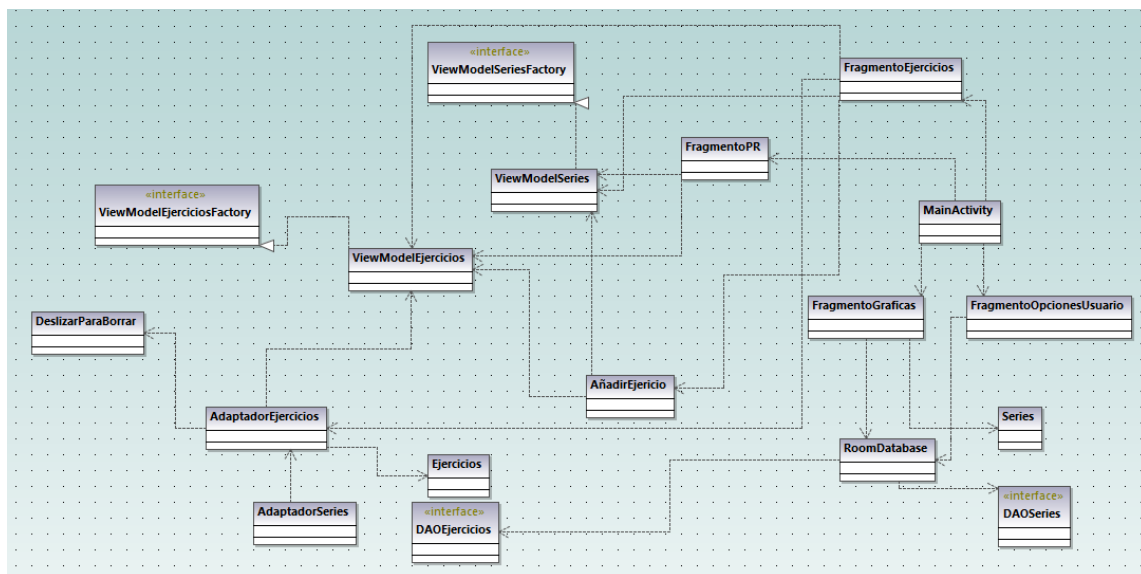 «interface»
ViewModelSeriesFactory
FragmentoEjercicios
FragmentoPR
ViewModelSeries
«interface»
ViewModelEjerciciosFactory
MainActivity
ViewModelEjercicios
FragmentoGraficas
FragmentoOpcionesUsuario
DeslizarParaBorrar
AñadirEjericio
AdaptadorEjercicios
Series
RoomDatabase
Ejercicios
«interface»
DAOSeries
AdaptadorSeries
«interface»
DAOEjercicios